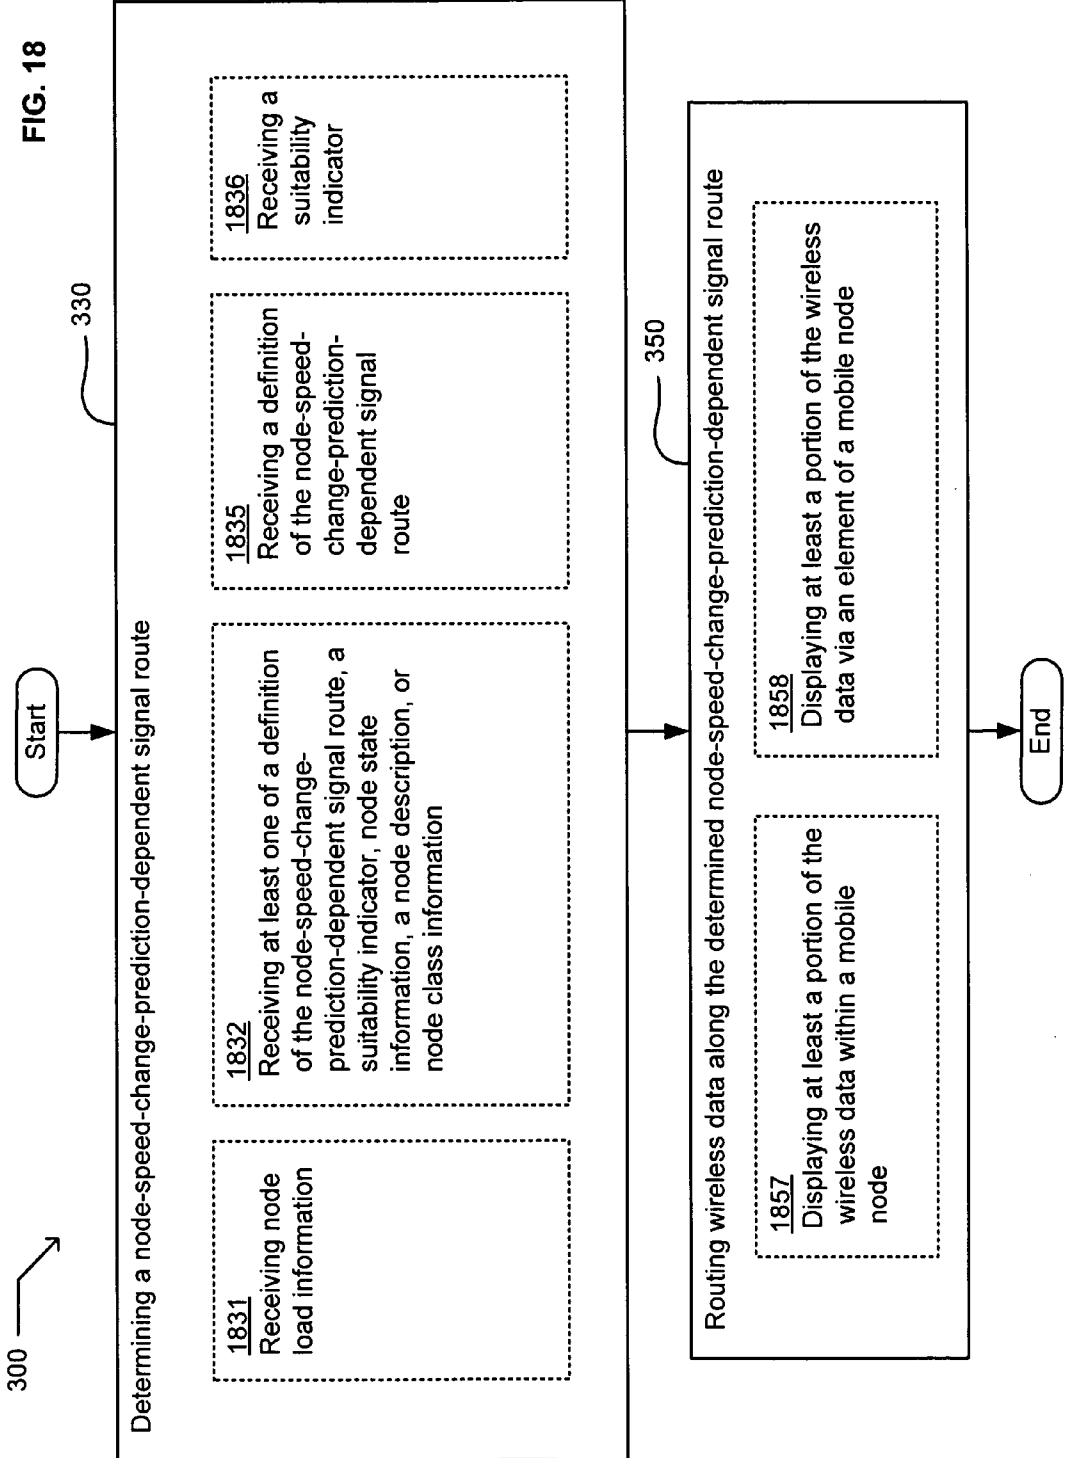 300
FIG. 18
Start
330
Determining a node-speed-change-prediction-dependent signal route
1831
Receiving node
load information
1832
Receiving at least one of a definition
of the node-speed-change-
prediction-dependent signal route, a
suitability indicator, node state
information, a node description, or
node class information
1835
Receiving a definition
of the node-speed-
change-prediction-
dependent signal
route
1836
Receiving a
suitability
indicator
350
Routing wireless data along the determined node-speed-change-prediction-dependent signal route
1857
Displaying at least a portion of the
wireless data within a mobile
node
1858
Displaying at least a portion of the wireless
data via an element of a mobile node
End